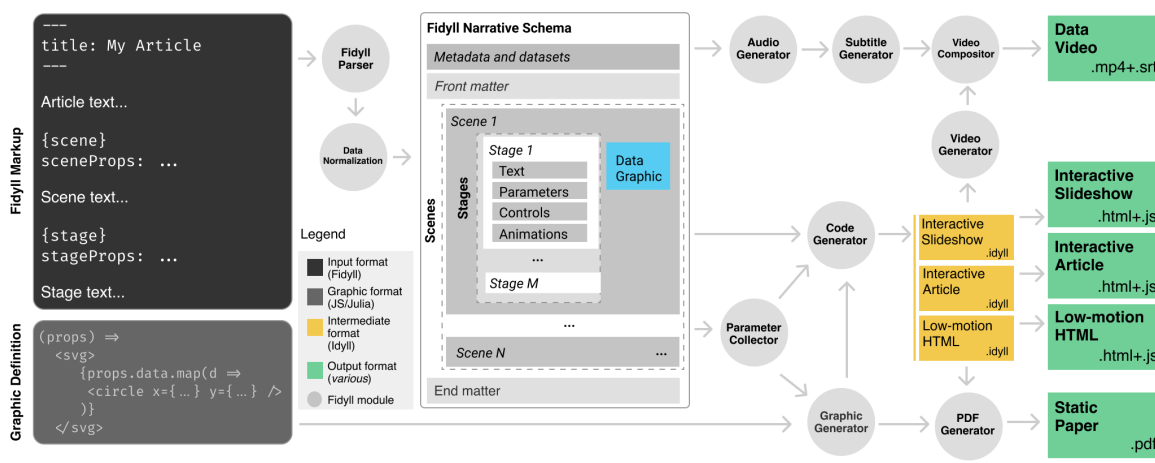 Fidyll Markup
---
title: My Article
---
Article text...
{scene}
sceneProps: ...
Scene text...
{stage}
stageProps: ...
Stage text...
Graphic Definition
(props) ⇒
<svg>
{props.data.map(d ⇒
<circle x={ … } y={ … } />
)}
</svg>
Fidyll
Parser
Data
Normalization
Legend
Input format
(Fidyll)
Graphic format
(JS/Julia)
Intermediate
format
(Idyll)
Output format
(various)
Fidyll module
Fidyll Narrative Schema
Metadata and datasets
Front matter
Scenes
Scene 1
Stages
Stage 1
Text
Parameters
Controls
Animations
...
Stage M
Data
Graphic
...
Scene N
...
End matter
Audio
Generator
Subtitle
Generator
Video
Compositor
Video
Generator
Code
Generator
Parameter
Collector
Graphic
Generator
PDF
Generator
Interactive
Slideshow
.idyll
Interactive
Article
.idyll
Low-motion
HTML
.idyll
Data
Video
.mp4+.srt
Interactive
Slideshow
.html+.js
Interactive
Article
.html+.js
Low-motion
HTML
.html+.js
Static
Paper
.pdf